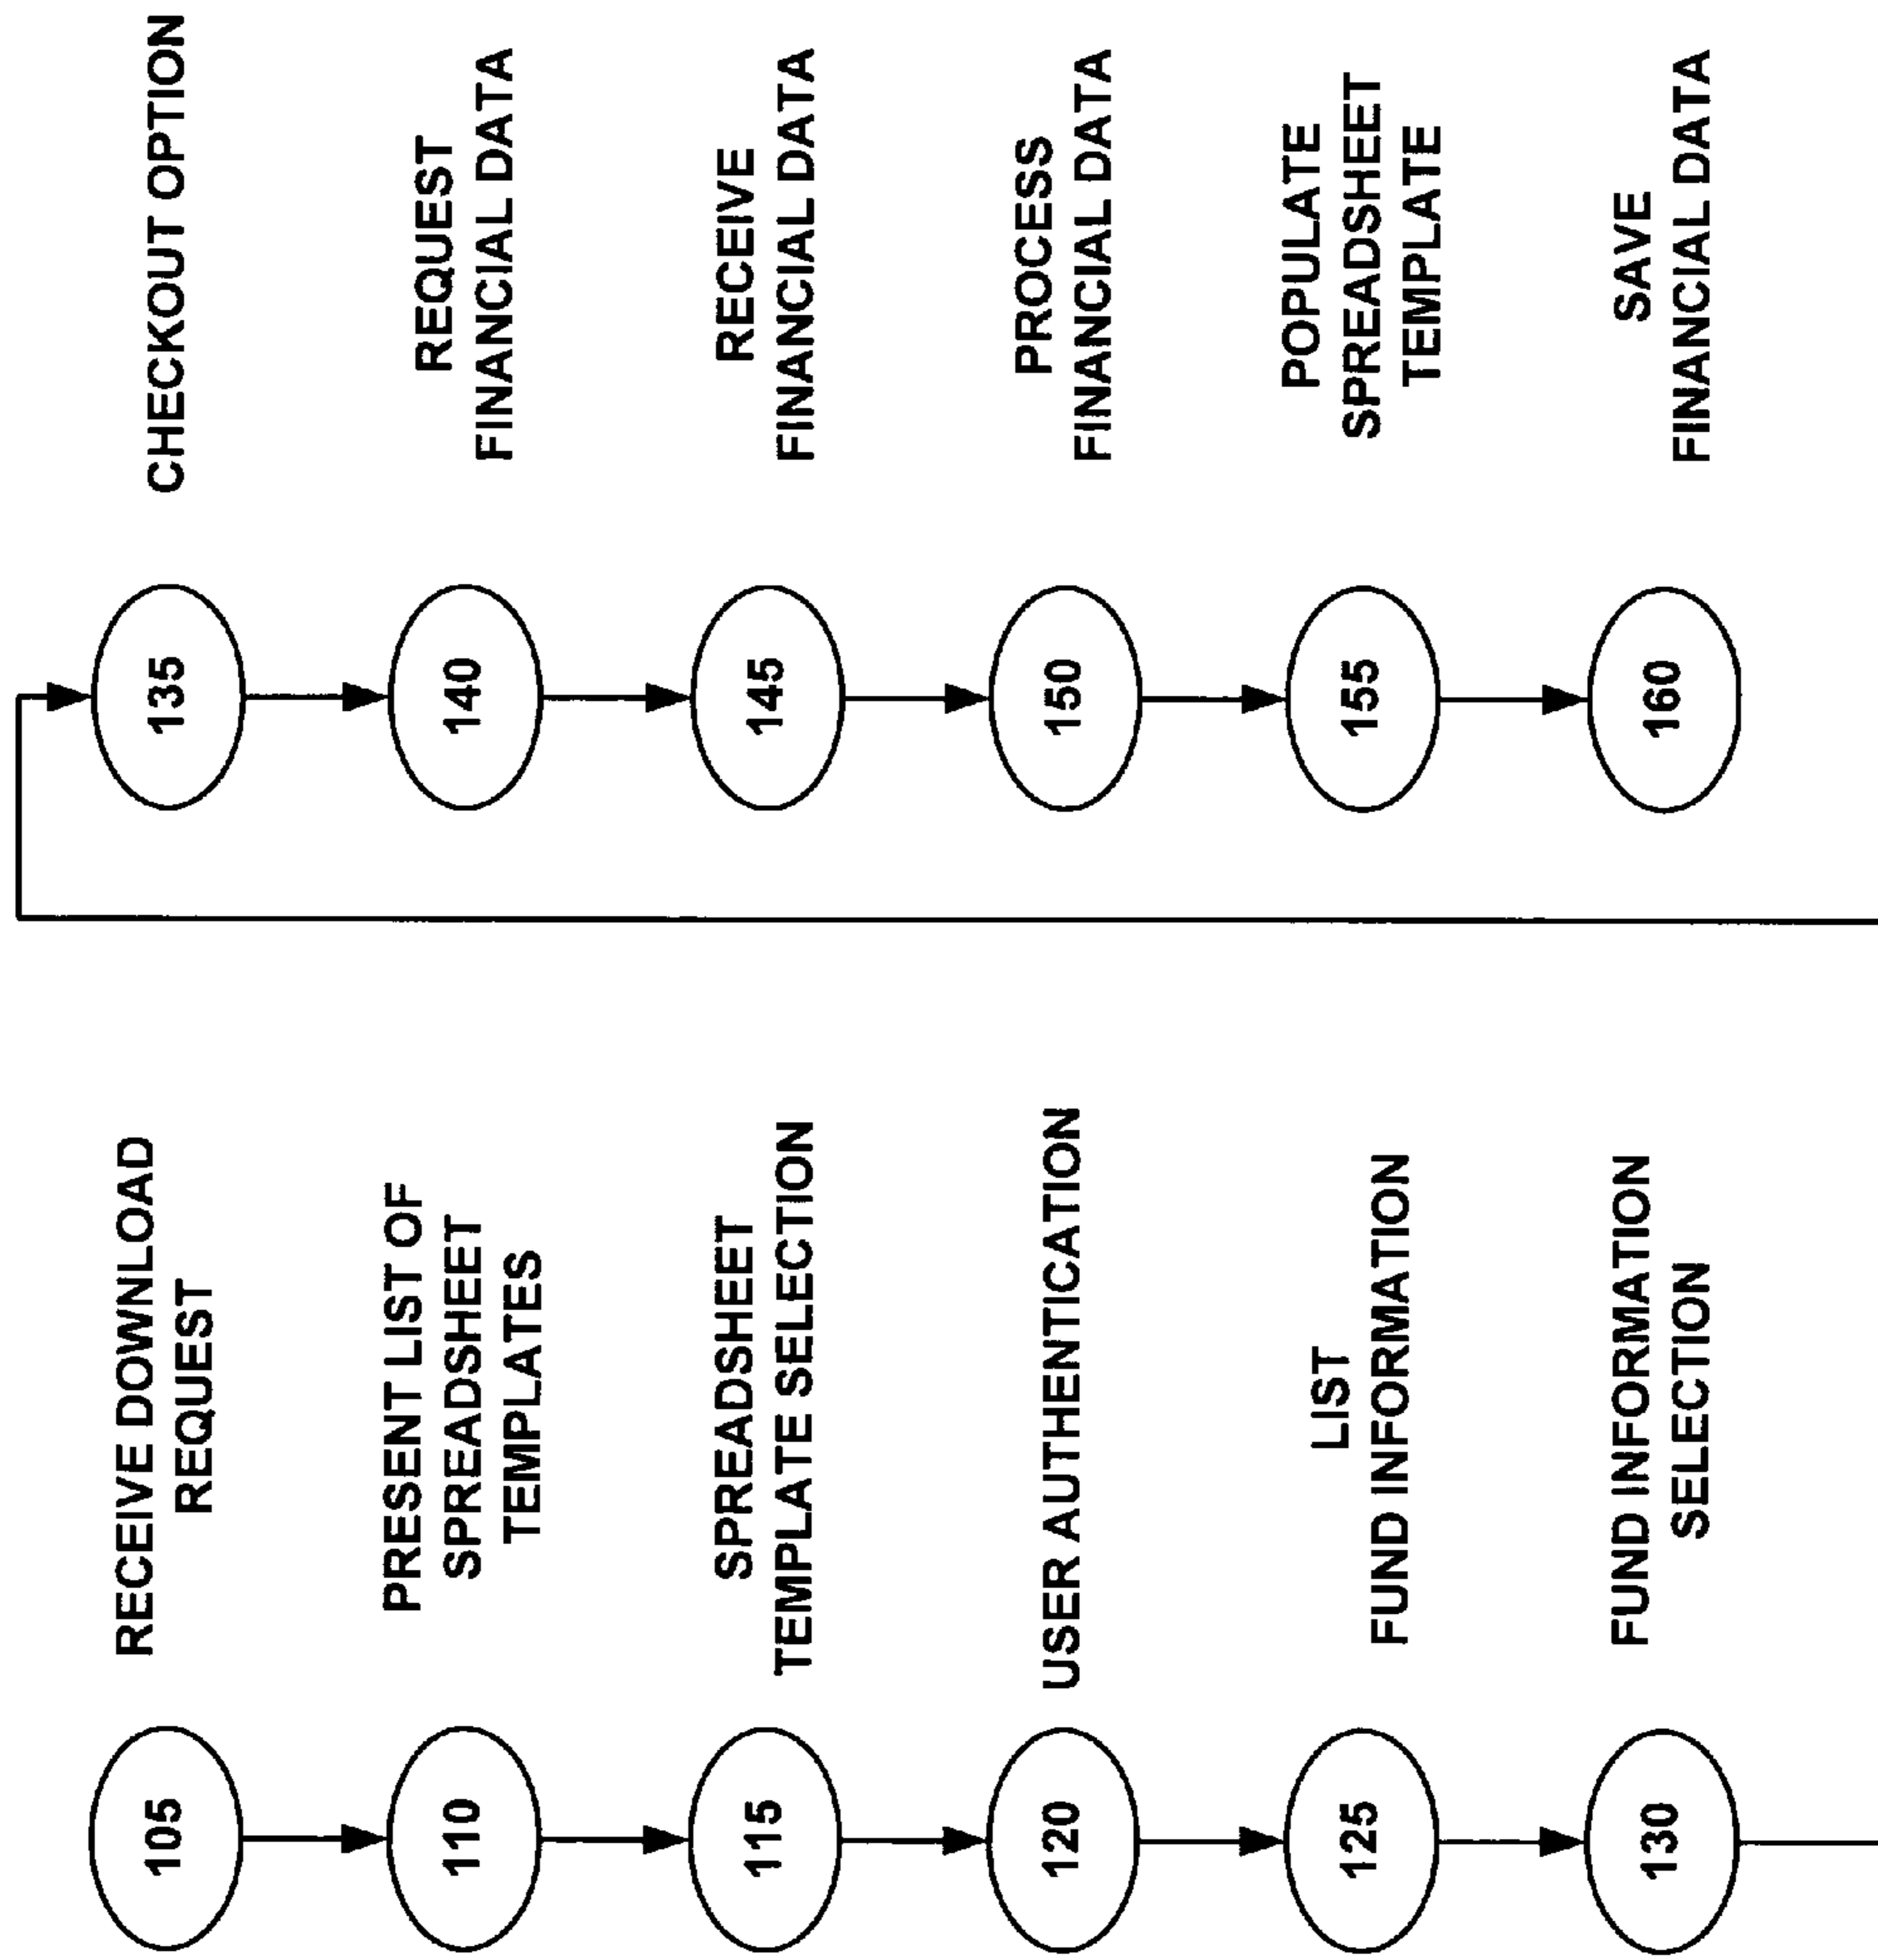 105
RECEIVE DOWNLOAD
REQUEST
110
PRESENT LIST OF
SPREADSHEET
TEMPLATES
115
SPREADSHEET
TEMPLATE SELECTION
120
USER AUTHENTICATION
125
LIST
FUND INFORMATION
130
FUND INFORMATION
SELECTION
135
CHECKOUT OPTION
140
REQUEST
FINANCIAL DATA
145
RECEIVE
FINANCIAL DATA
150
PROCESS
FINANCIAL DATA
155
POPULATE
SPREADSHEET
TEMPLATE
160
SAVE
FINANCIAL DATA